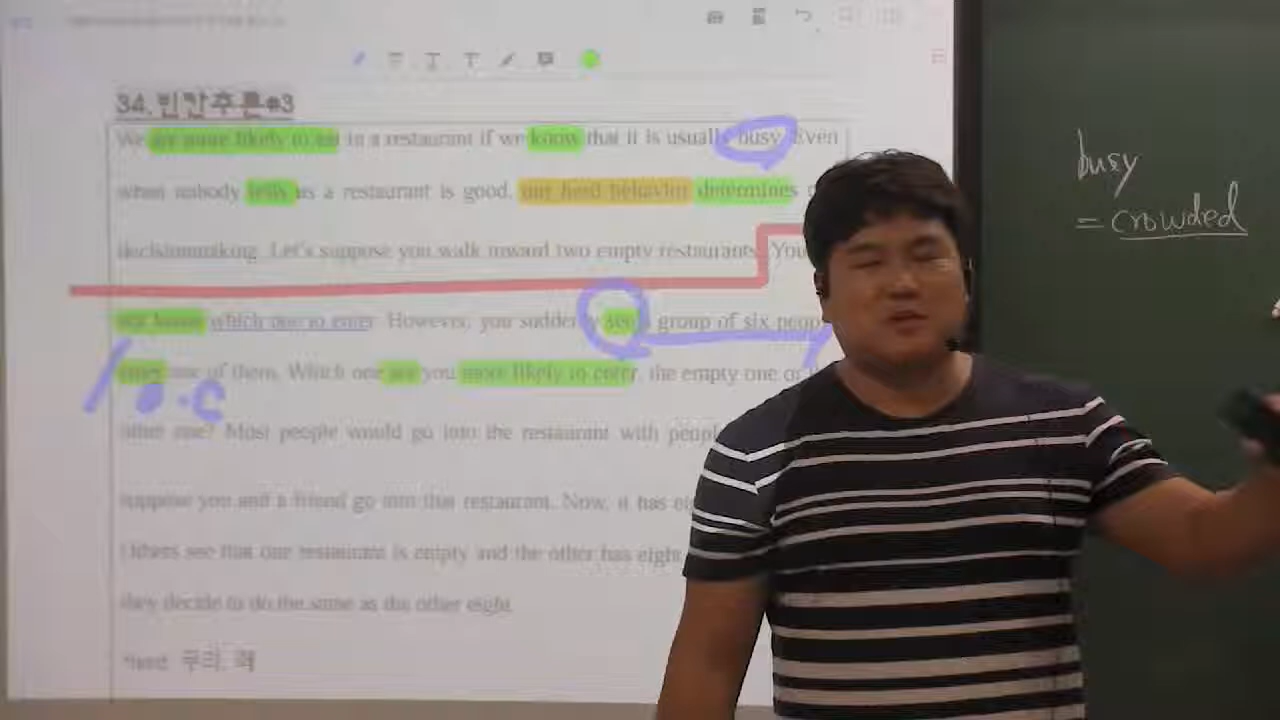 34.빈칸추론#3
We are more likely to eat in a restaurant if we know that it is usually busy Even
when nobody tells us a restaurant is good, our herd behavior determines
decisionmaking. Let's suppose you walk toward two empty restaurants. You
which one to enter. However, you suddenly see a group of six
enter one of them. Which one are you more likely to enter, the empty one or
other one? Most people would go into the restaurant with
suppose you and a friend go into that restaurant. Now, it has
Others see that one restaurant is empty and the other has eight
they decide to do the same as the other eight.
*herd: 무리, 떼
o.c
busy
= crowded